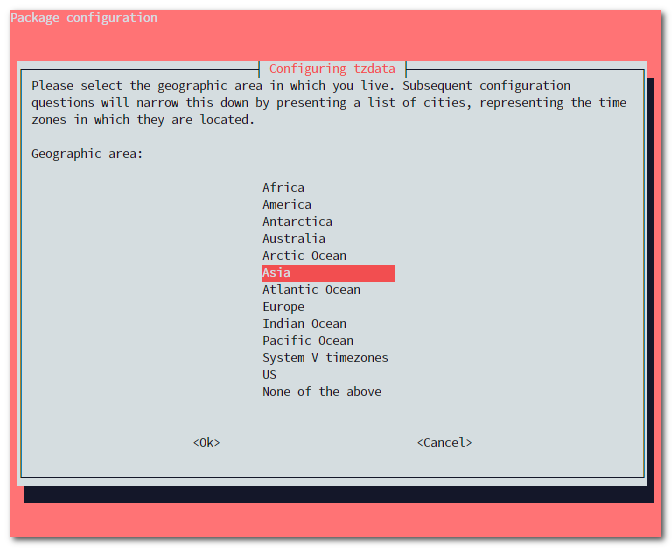 Package configuration
Configuring tzdata
Please select the geographic area in which you live. Subsequent configuration
questions will narrow this down by presenting a list of cities, representing the time
zones in which they are located.
Geographic area:
Africa
America
Antarctica
Australia
Arctic Ocean
Asia
Atlantic Ocean
Europe
Indian Ocean
Pacific Ocean
System V timezones
US
None of the above
<Ok> <Cancel>